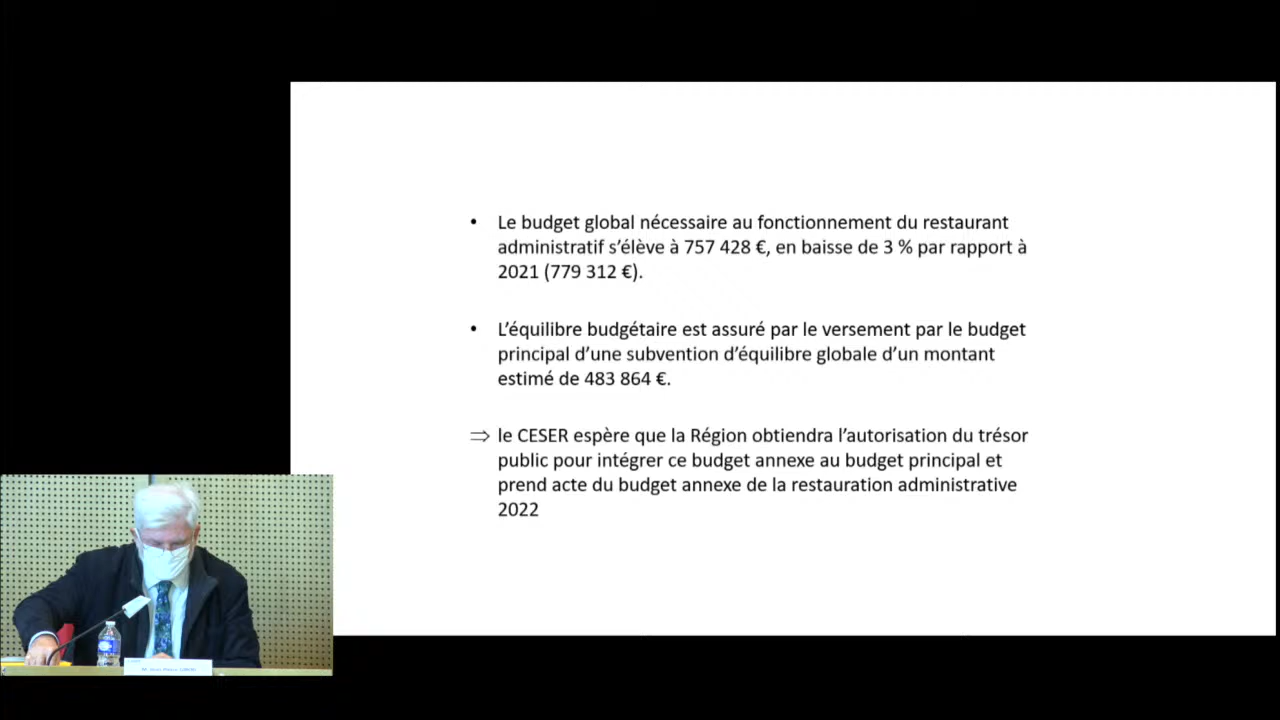 • Le budget global nécessaire au fonctionnement du restaurant
administratif s’élève à 757 428 €, en baisse de 3 % par rapport à
2021 (779 312 €).
• L’équilibre budgétaire est assuré par le versement par le budget
principal d’une subvention d’équilibre globale d’un montant
estimé de 483 864 €.
⇒ le CESER espère que la Région obtiendra l’autorisation du trésor
public pour intégrer ce budget annexe au budget principal et
prend acte du budget annexe de la restauration administrative
2022